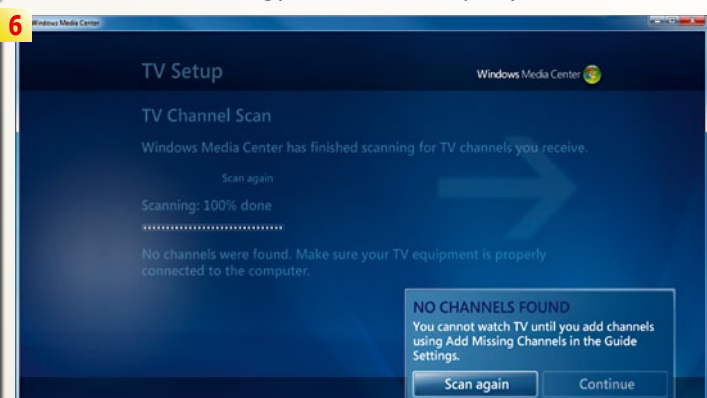 6
Windows Media Center
TV Setup
Windows Media Center
TV Channel Scan
Windows Media Center has finished scanning for TV channels you receive.
Scan again
Scanning: 100% done
No channels were found. Make sure your TV equipment is properly
connected to the computer.
NO CHANNELS FOUND
You cannot watch TV until you add channels
using Add Missing Channels in the Guide
Settings.
Scan again
Continue